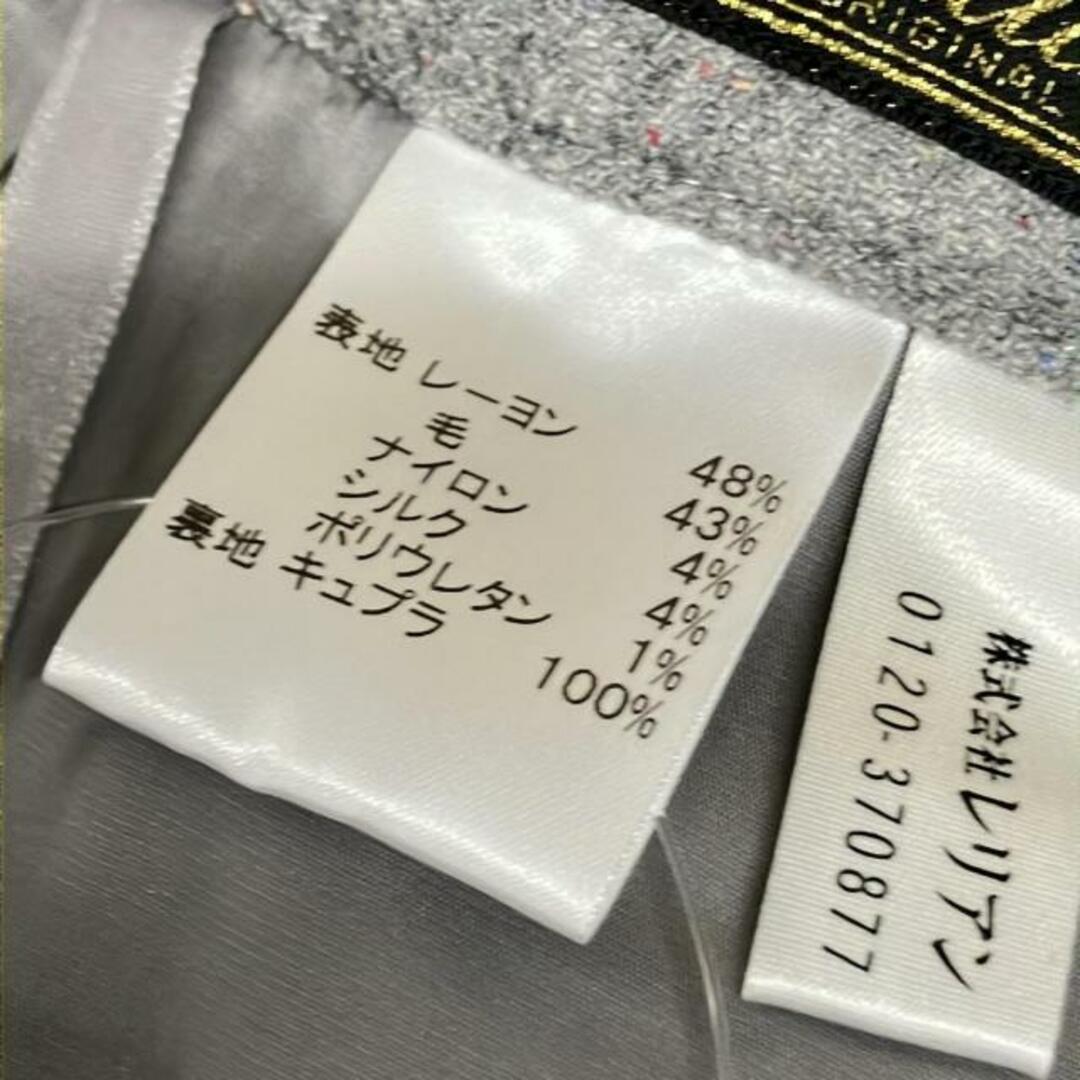 ORIGINAL
表地 レーヨン 48%
毛 43%
ナイロン 4%
シルク 4%
ポリウレタン 1%
裏地 キュプラ 100%
株式会社レリアン
0120-370877